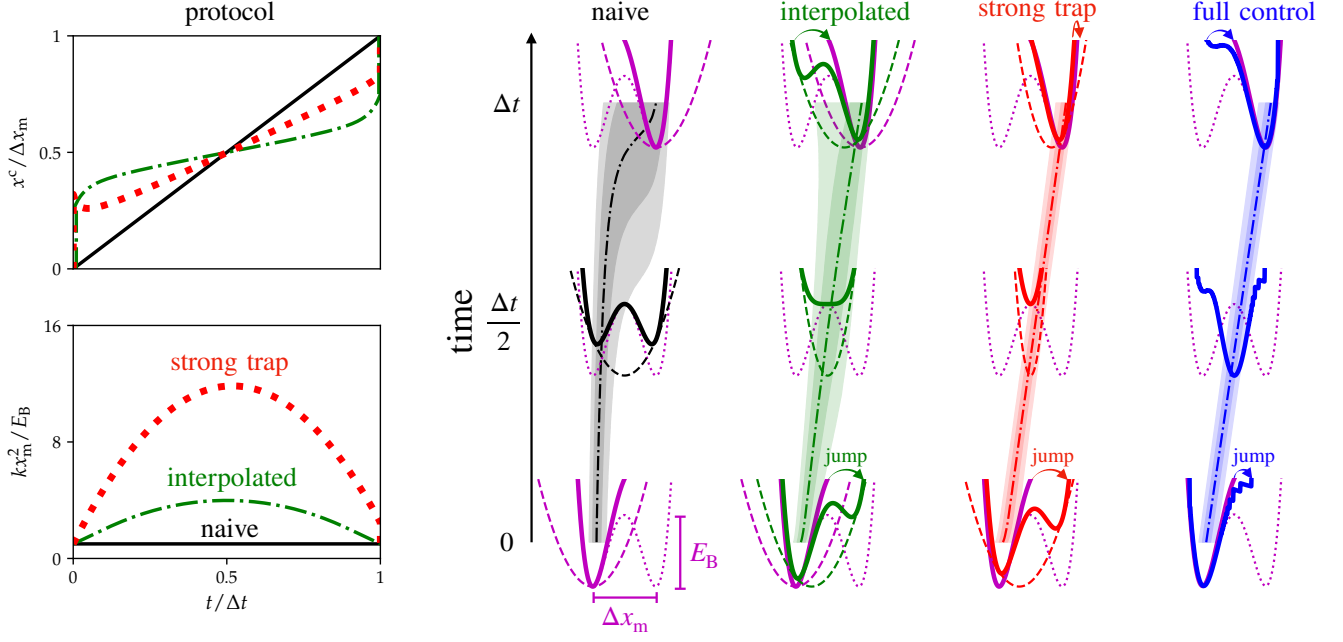 protocol
1
0.5
0
x^c/Δx_m
16
8
0
kx_m^2/E_B
strong trap
interpolated
naive
0
0.5
1
t/Δt
time
Δt
Δt/2
0
naive
E_B
Δx_m
interpolated
jump
strong trap
jump
full control
jump